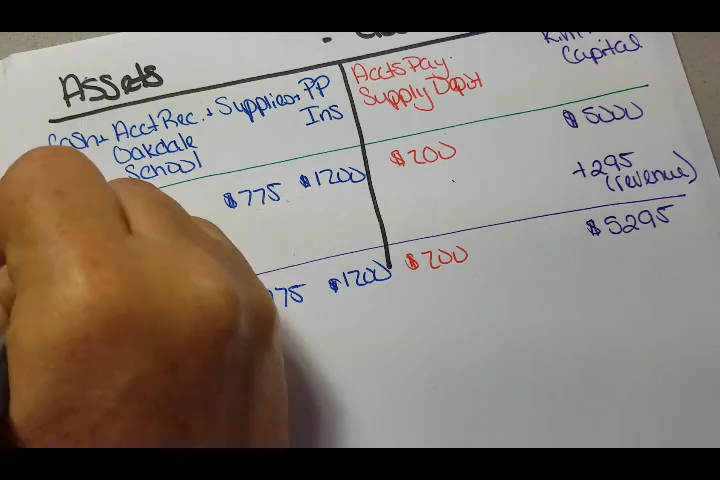 Assets
Cash+ Acct Rec. + Supplies+ PP
Oakdale Ins
School
Accts Pay.
Supply Depot
Capital
$775 $1200 $200 $5000
+295
(revenue)
75 $1200 $200 $5295